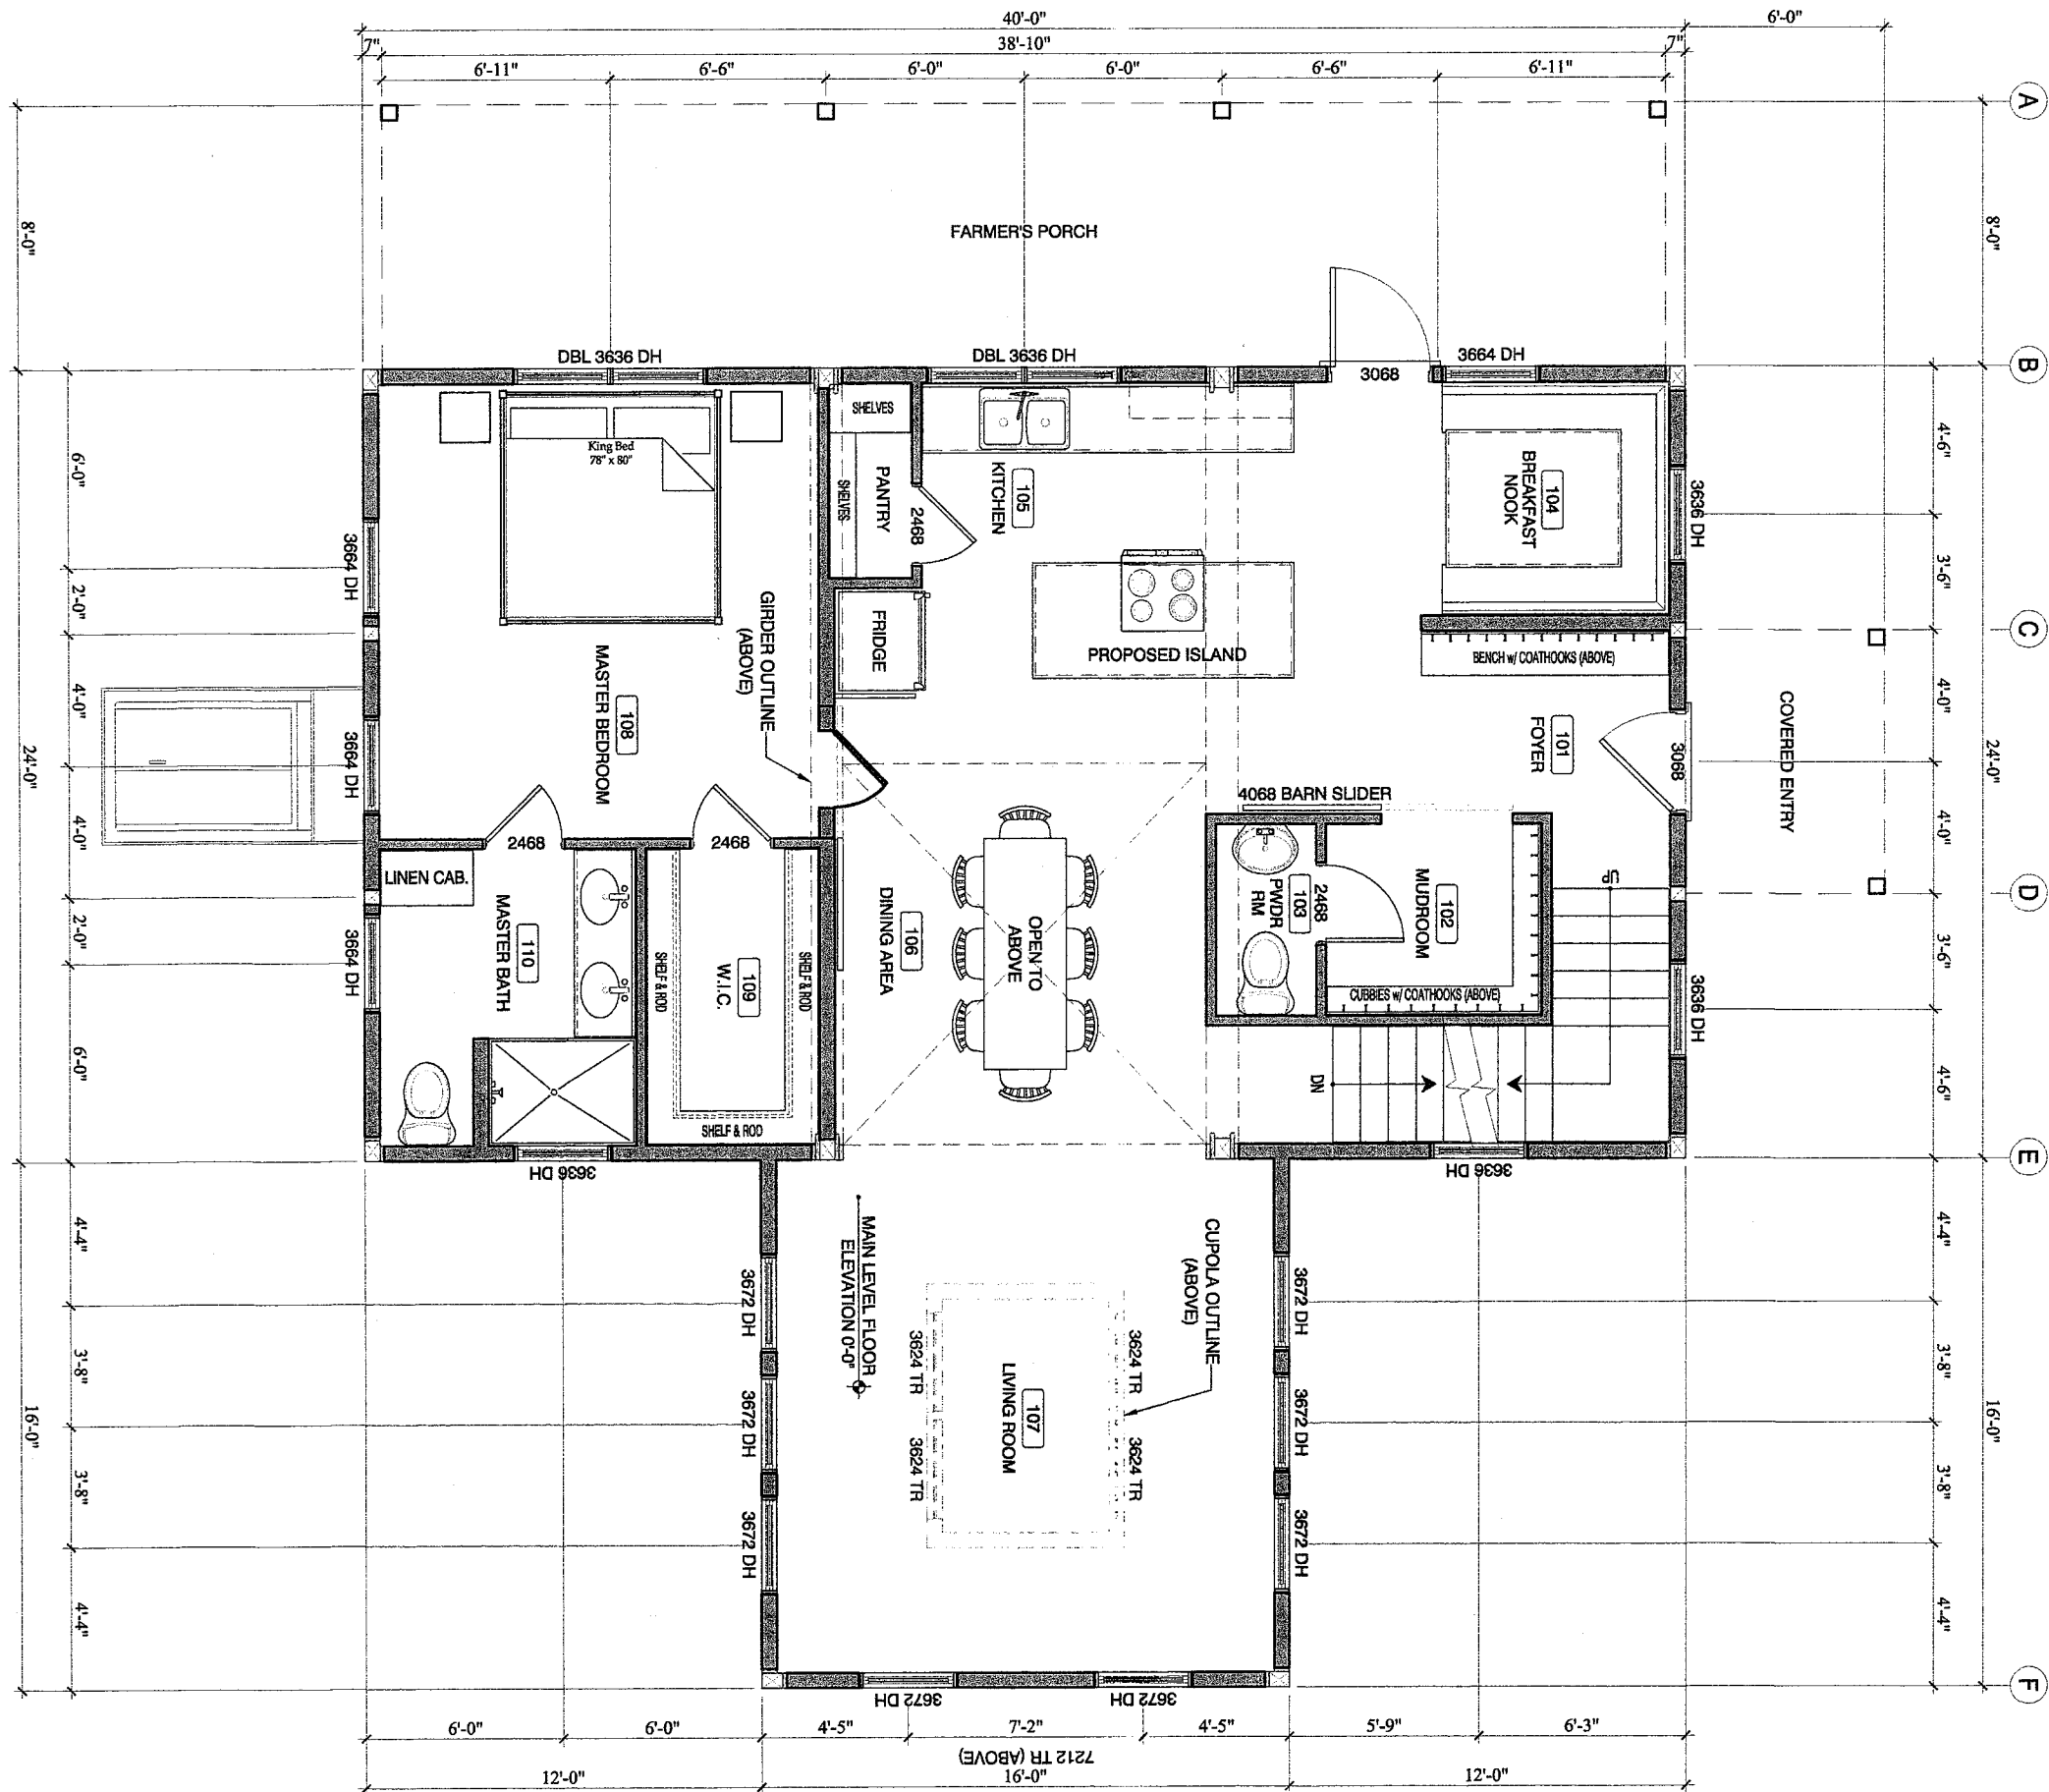 40'-0"
6'-0"
7"
38'-10"
7"
6'-11"
6'-6"
6'-0"
6'-0"
6'-6"
6'-11"
A
8'-0"
8'-0"
FARMER'S PORCH
DBL 3636 DH
DBL 3636 DH
3664 DH
3068
B
SHELVES
King Bed
78" x 80"
SHELVES
PANTRY
2468
105
KITCHEN
104
BREAKFAST
NOOK
3636 DH
4'-6"
3'-6"
6'-0"
3664 DH
2'-0"
GIRDER OUTLINE
(ABOVE)
FRIDGE
PROPOSED ISLAND
BENCH w/ COATHOOKS (ABOVE)
C
108
MASTER BEDROOM
3664 DH
4'-0"
24'-0"
101
FOYER
3068
COVERED ENTRY
4'-0"
24'-0"
4068 BARN SLIDER
2468
2468
4'-0"
4'-0"
LINEN CAB.
110
MASTER BATH
3664 DH
2'-0"
SHELF & ROD
109
W.I.C.
SHELF & ROD
SHELF & ROD
106
DINING AREA
OPEN TO
ABOVE
103
PWDR
RM
2468
102
MUDROOM
CUBBIES w/ COATHOOKS (ABOVE)
UP
D
3'-6"
3636 DH
6'-0"
DN
4'-6"
3636 DH
3636 DH
E
4'-4"
4'-4"
MAIN LEVEL FLOOR
ELEVATION 0'-0"
CUPOLA OUTLINE
(ABOVE)
3672 DH
3672 DH
3'-8"
3'-8"
3624 TR
3624 TR
107
LIVING ROOM
3672 DH
3672 DH
16'-0"
16'-0"
3624 TR
3624 TR
3'-8"
3'-8"
3672 DH
3672 DH
4'-4"
4'-4"
F
3672 DH
3672 DH
6'-0"
6'-0"
4'-5"
7'-2"
4'-5"
5'-9"
6'-3"
7212 TR (ABOVE)
12'-0"
16'-0"
12'-0"